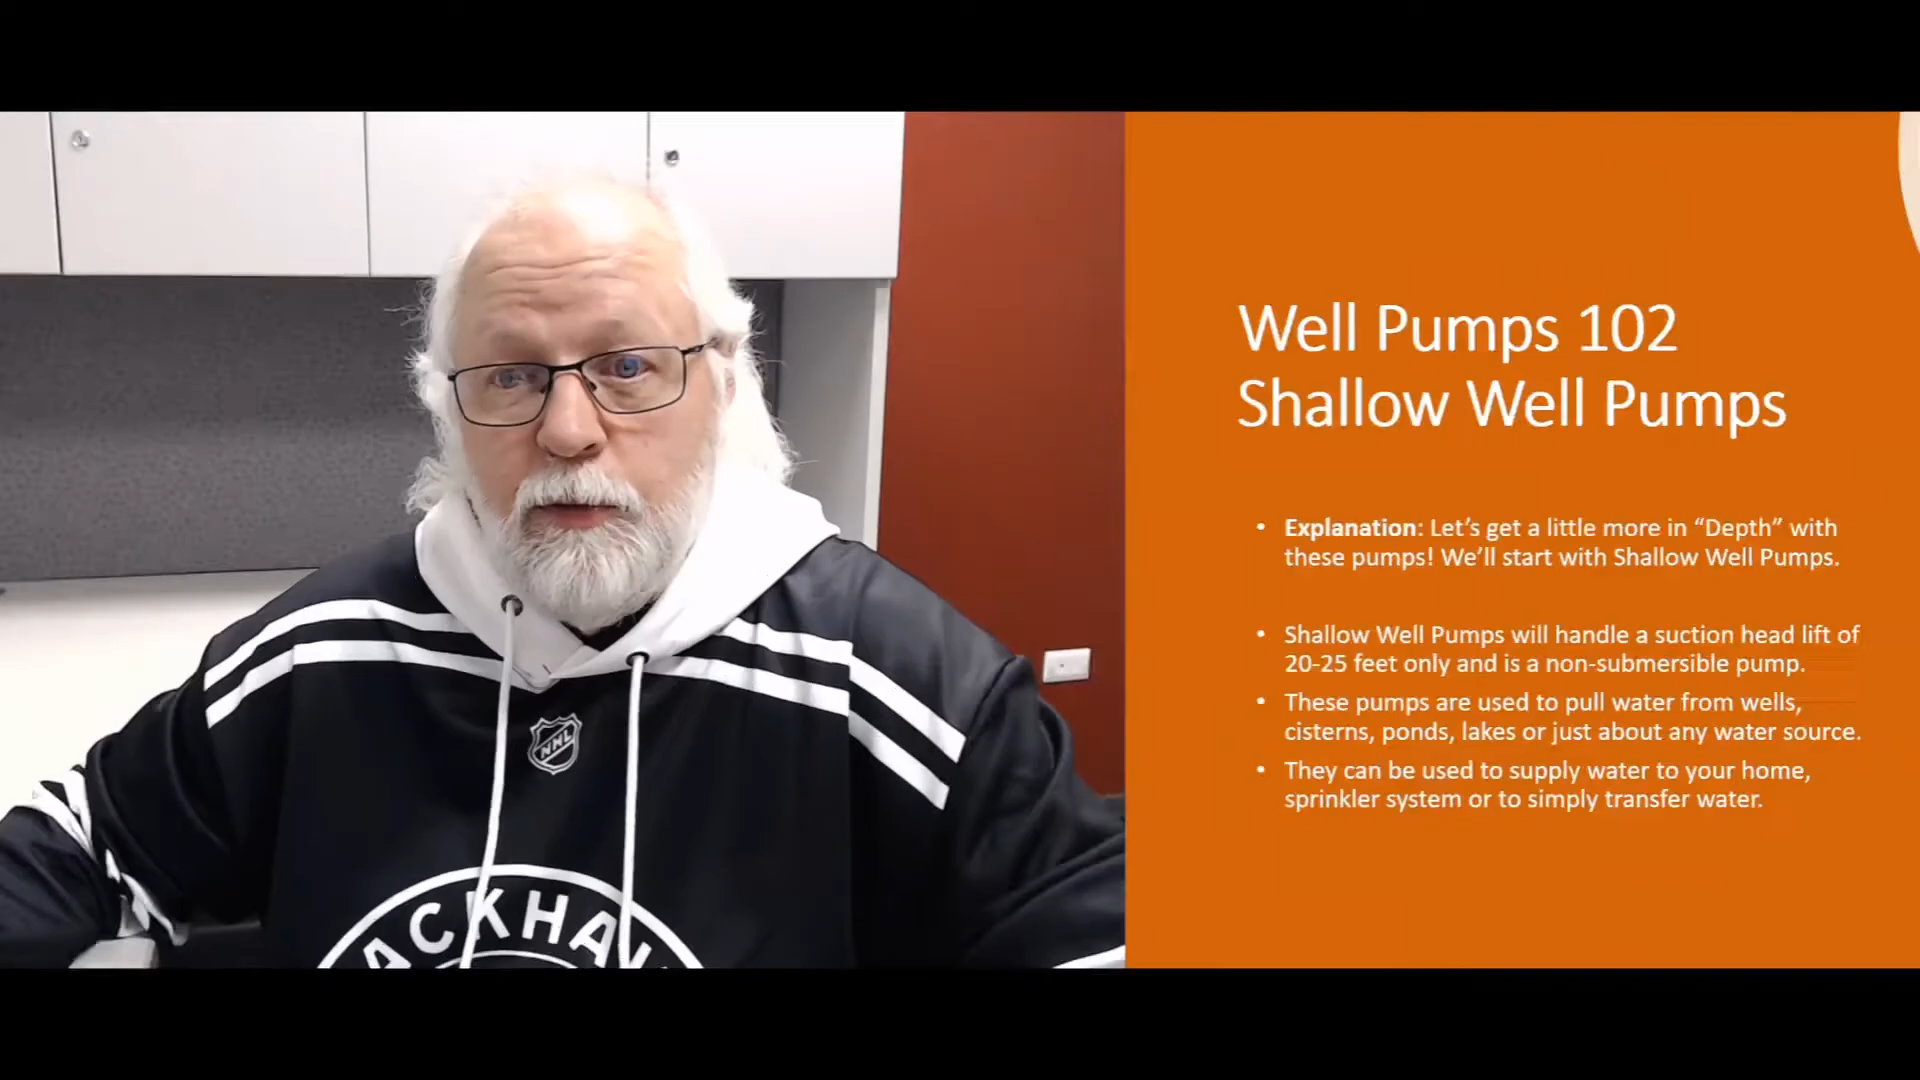 Well Pumps 102
Shallow Well Pumps
• Explanation: Let’s get a little more in “Depth” with
these pumps! We’ll start with Shallow Well Pumps.
• Shallow Well Pumps will handle a suction head lift of
20-25 feet only and is a non-submersible pump.
• These pumps are used to pull water from wells,
cisterns, ponds, lakes or just about any water source.
• They can be used to supply water to your home,
sprinkler system or to simply transfer water.
NHL
ACKHA